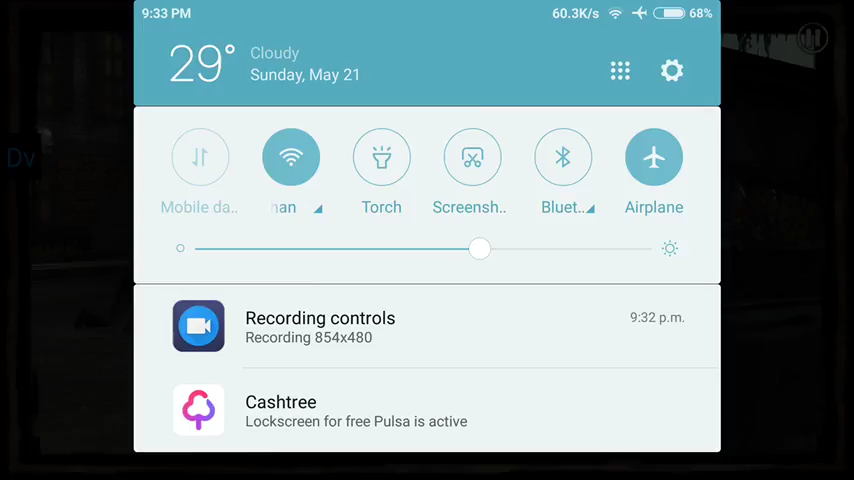 9:33 PM
60.3K/s
68%
29°
Cloudy
Sunday, May 21
Mobile da..
han
Torch
Screensh..
Bluet..
Airplane
Recording controls
9:32 p.m.
Recording 854x480
Cashtree
Lockscreen for free Pulsa is active
Dv